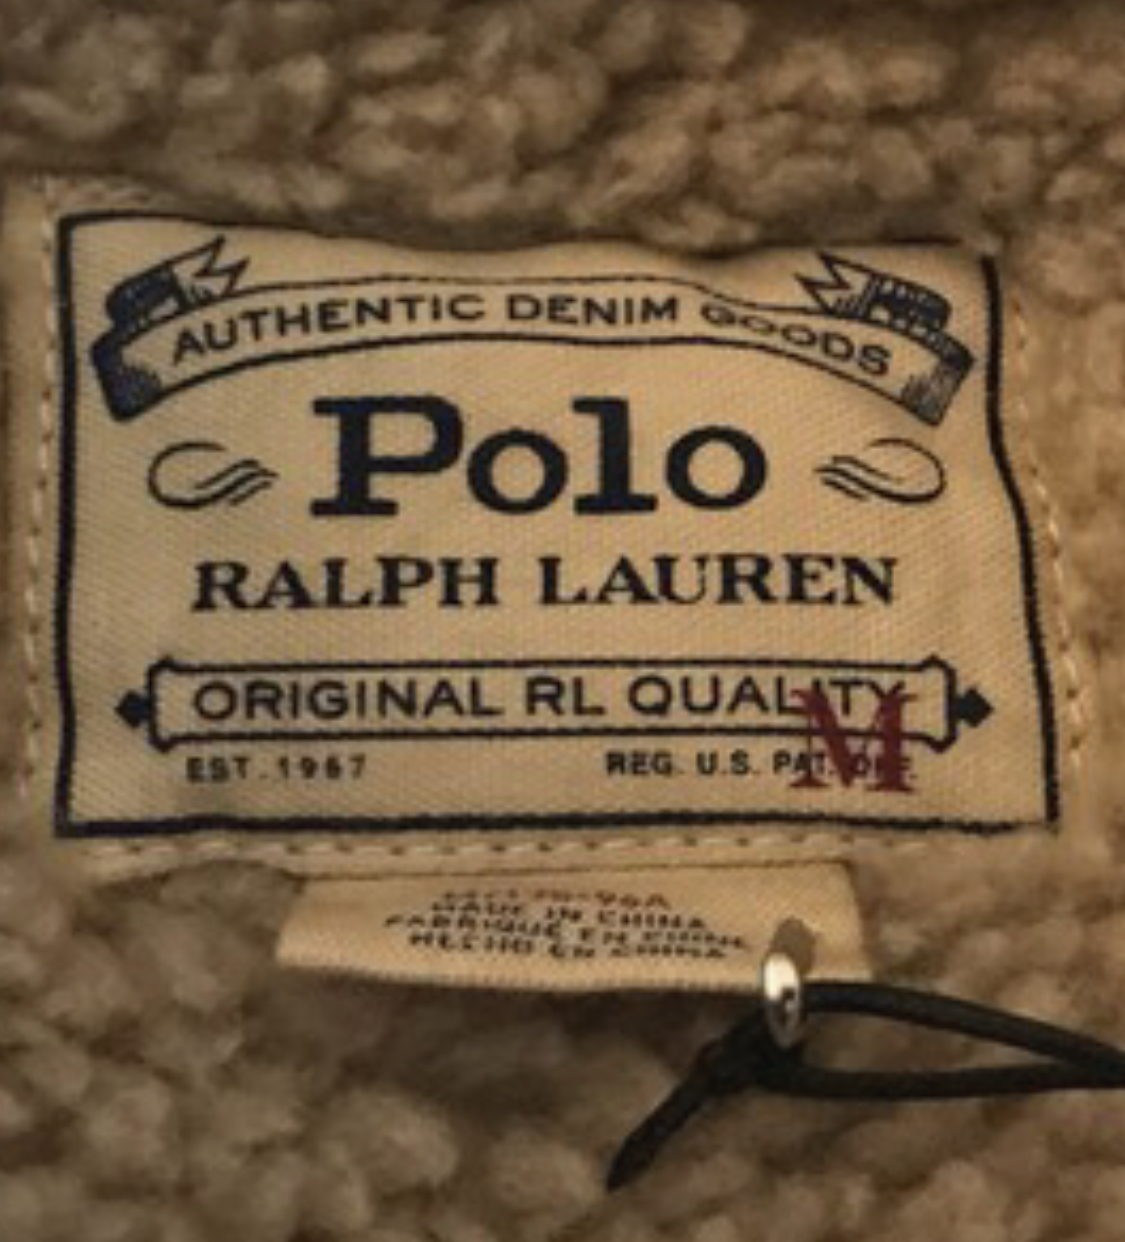 AUTHENTIC DENIM GOODS
Polo
RALPH LAUREN
ORIGINAL RL QUALITY
EST. 1967
REG. U.S. PAT. OFF.
M
MADE IN CHINA
FABRIQUÉ EN CHINE
HECHO EN CHINA